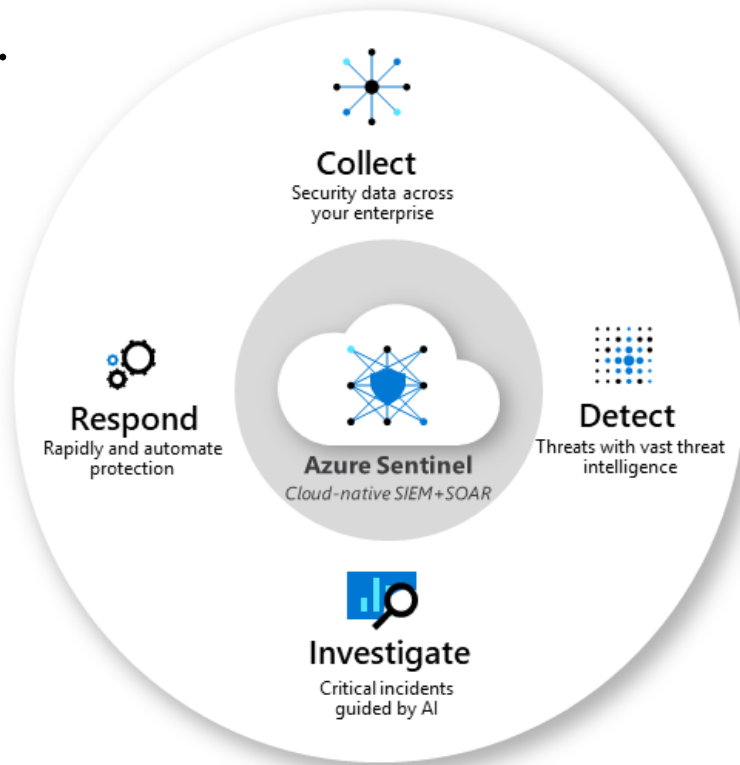 Collect
Security data across
your enterprise
Respond
Rapidly and automate
protection
Azure Sentinel
Cloud-native SIEM+SOAR
Detect
Threats with vast threat
intelligence
Investigate
Critical incidents
guided by AI